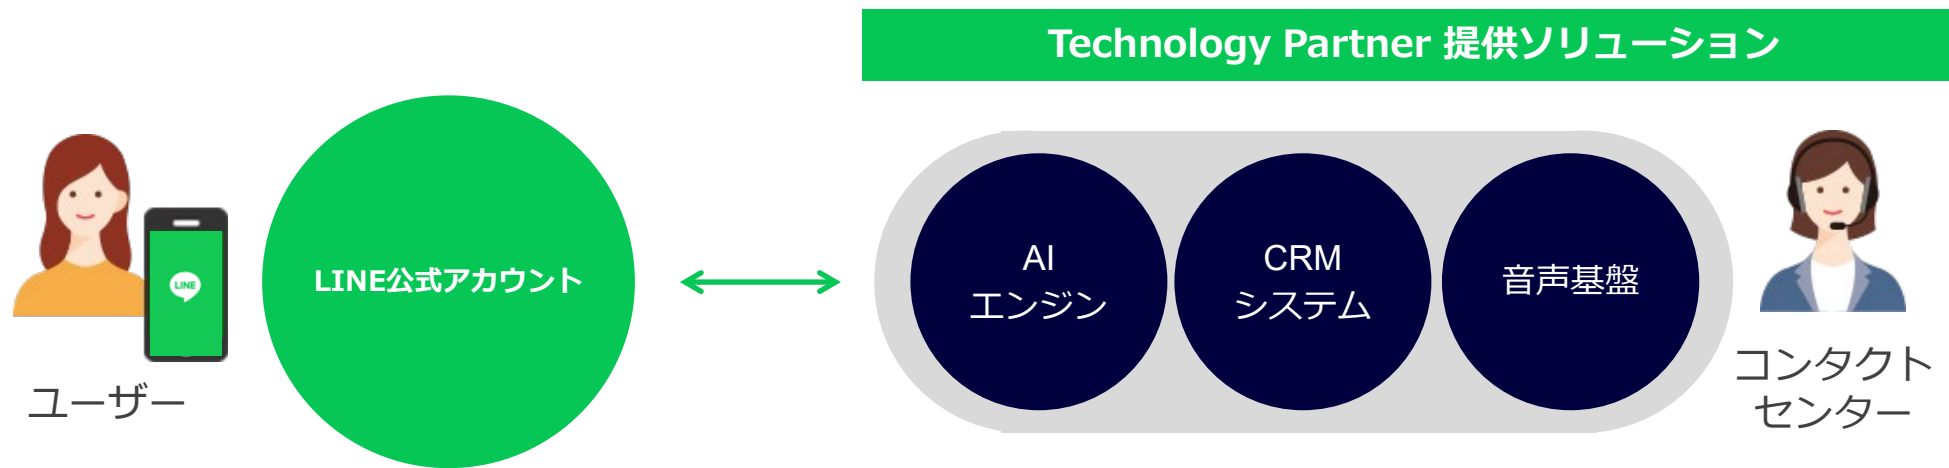 Technology Partner 提供ソリューション
LINE
ユーザー
LINE公式アカウント
AI
エンジン
CRM
システム
音声基盤
コンタクト
センター